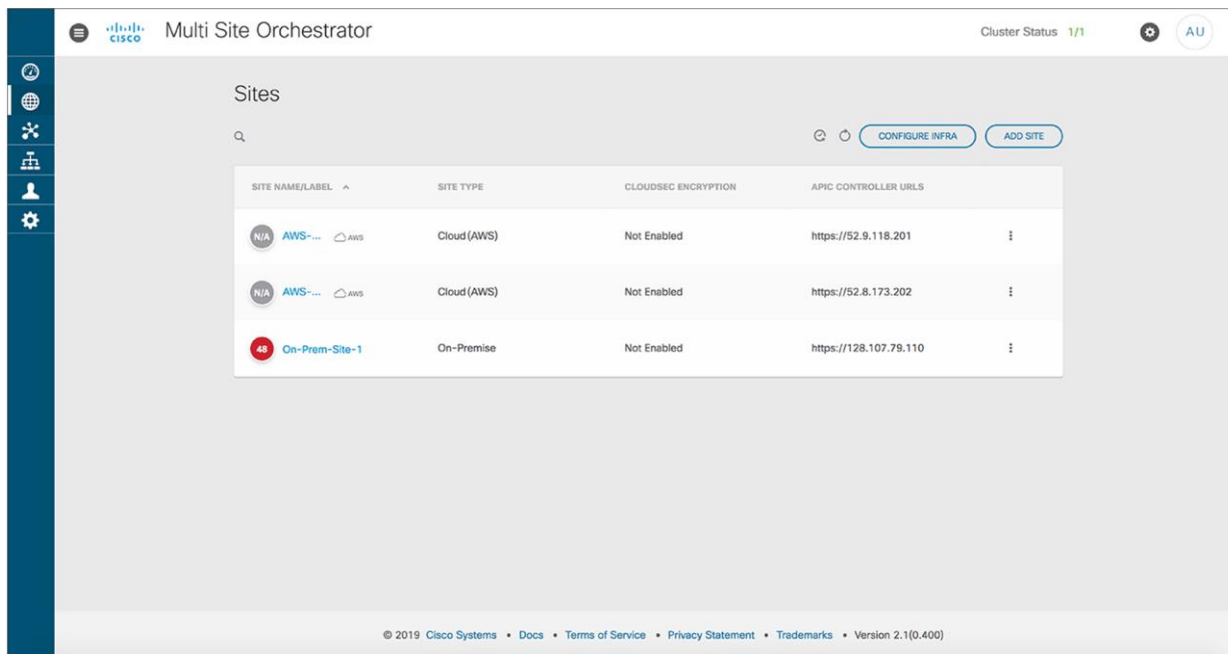 CISCO Multi Site Orchestrator Cluster Status 1/1 AU
Sites
CONFIGURE INFRA ADD SITE
SITE NAME/LABEL SITE TYPE CLOUDSEC ENCRYPTION APIC CONTROLLER URLS
N/A AWS-... AWS Cloud (AWS) Not Enabled https://52.9.118.201
N/A AWS-... AWS Cloud (AWS) Not Enabled https://52.8.173.202
48 On-Prem-Site-1 On-Premise Not Enabled https://128.107.79.110
© 2019 Cisco Systems • Docs • Terms of Service • Privacy Statement • Trademarks • Version 2.1(0.400)